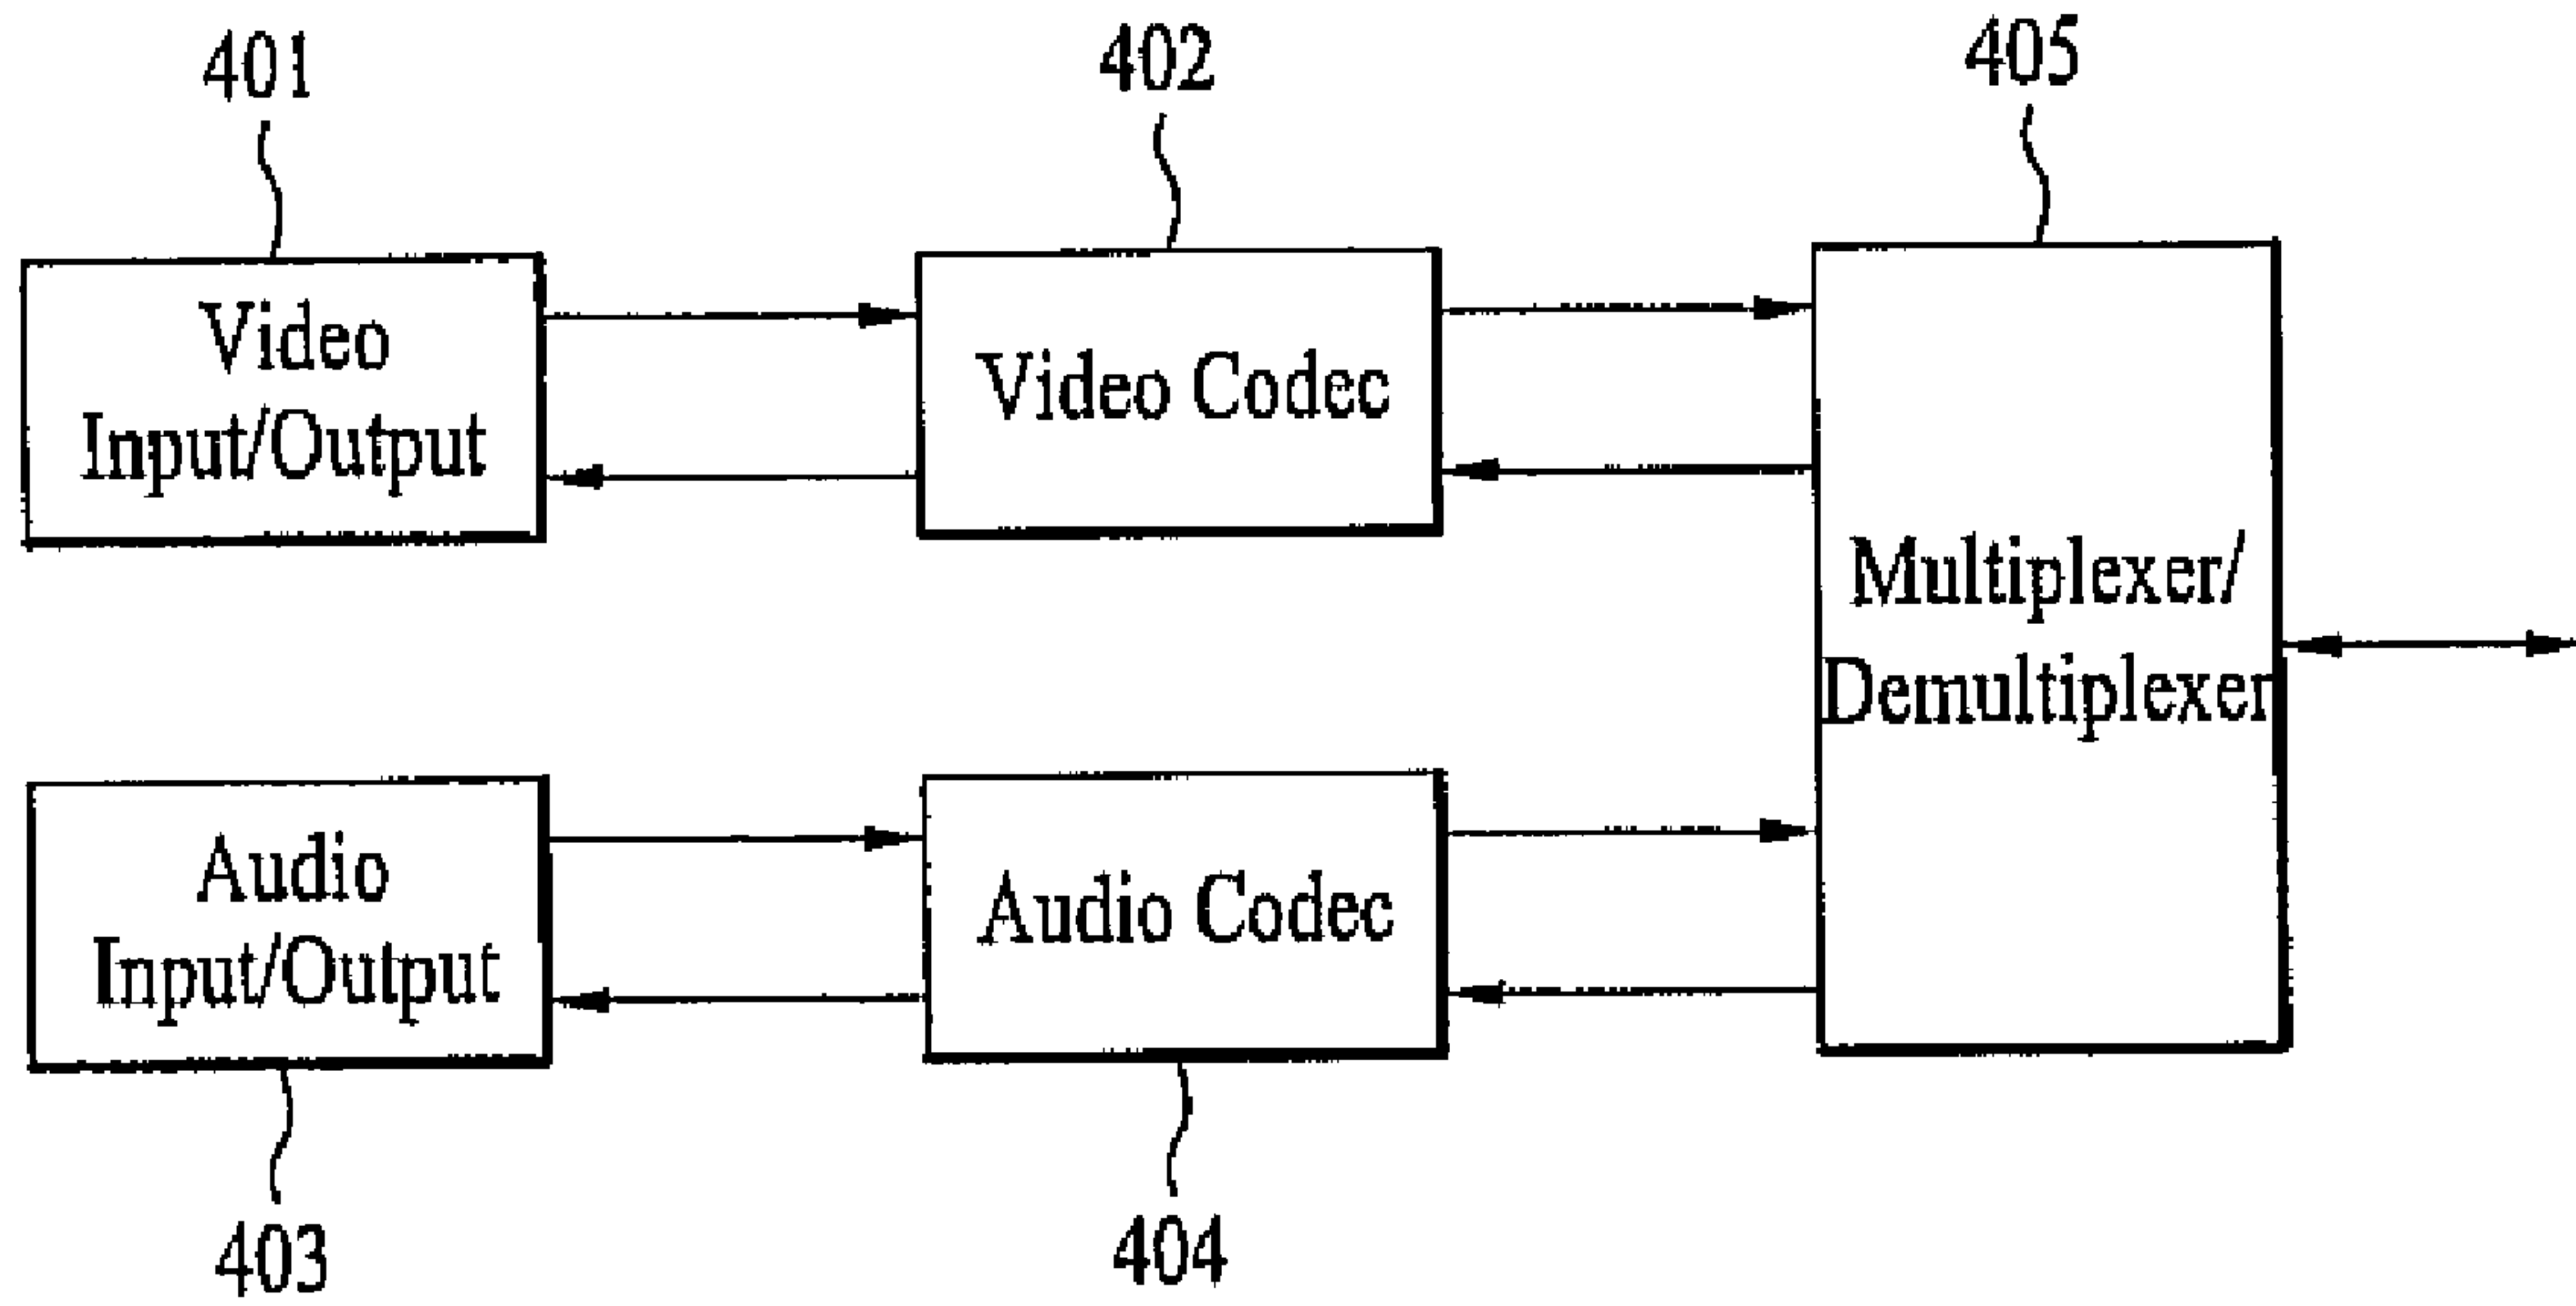 401
402
405
Video
Input/Output
Video Codec
Multiplexer/
Demultiplexer
Audio
Input/Output
Audio Codec
403
404